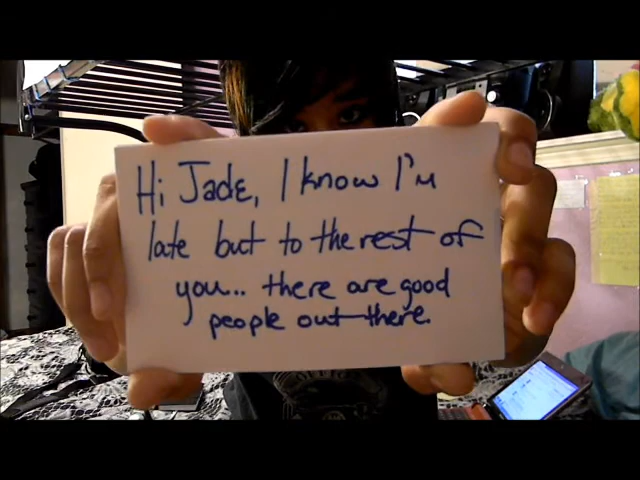 Hi Jade, I know I'm
late but to the rest of
you.. there are good
people out there.